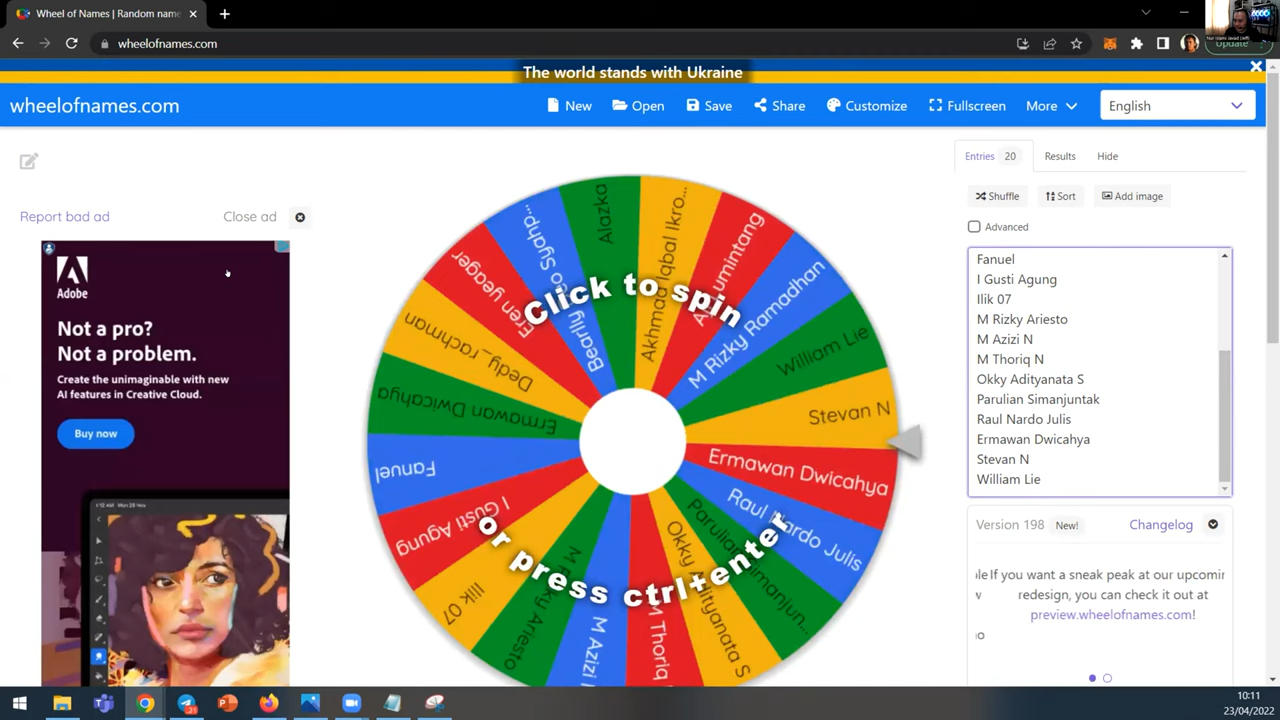 Wheel of Names | Random name
wheelofnames.com
Update
The world stands with Ukraine
wheelofnames.com
New
Open
Save
Share
Customize
Fullscreen
More
English
Report bad ad
Close ad
Adobe
Not a pro?
Not a problem.
Create the unimaginable with new
AI features in Creative Cloud.
Buy now
Click to spin
or press ctrl+enter
Alazka
Akhmad Iqbal Ikro...
umintang
M Rizky Ramadhan
William Lie
Stevan N
Ermawan Dwicahya
Raul Nardo Julis
Parulian Simanjun...
Okky Adityanata S
M Thoriq
M Azizi
M Rizky Ariesto
Ilik 07
I Gusti Agung
Fanuel
Ermawan Dwicahya
Dedy_rachman
Eren yeager
Entries 20
Results
Hide
Shuffle
Sort
Add image
Advanced
Fanuel
I Gusti Agung
Ilik 07
M Rizky Ariesto
M Azizi N
M Thoriq N
Okky Adityanata S
Parulian Simanjuntak
Raul Nardo Julis
Ermawan Dwicahya
Stevan N
William Lie
Version 198 New!
Changelog
If you want a sneak peak at our upcomin
redesign, you can check it out at
preview.wheelofnames.com!
10:11
23/04/2022